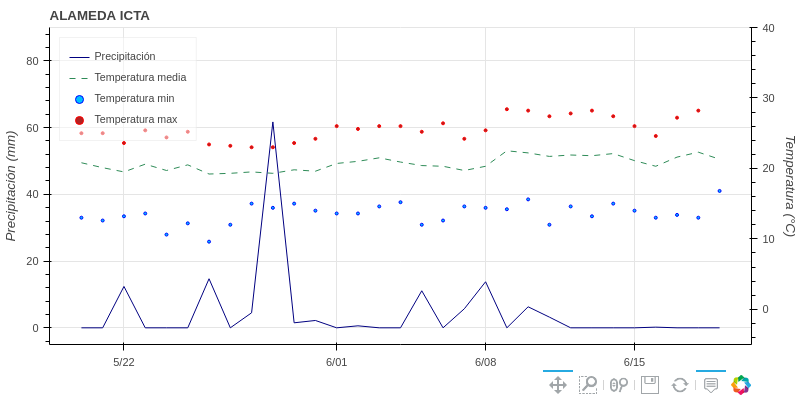 ALAMEDA ICTA
Precipitación
Temperatura media
Temperatura min
Temperatura max
Precipitación (mm)
80
60
40
20
0
Temperatura (°C)
40
30
20
10
0
5/22
6/01
6/08
6/15